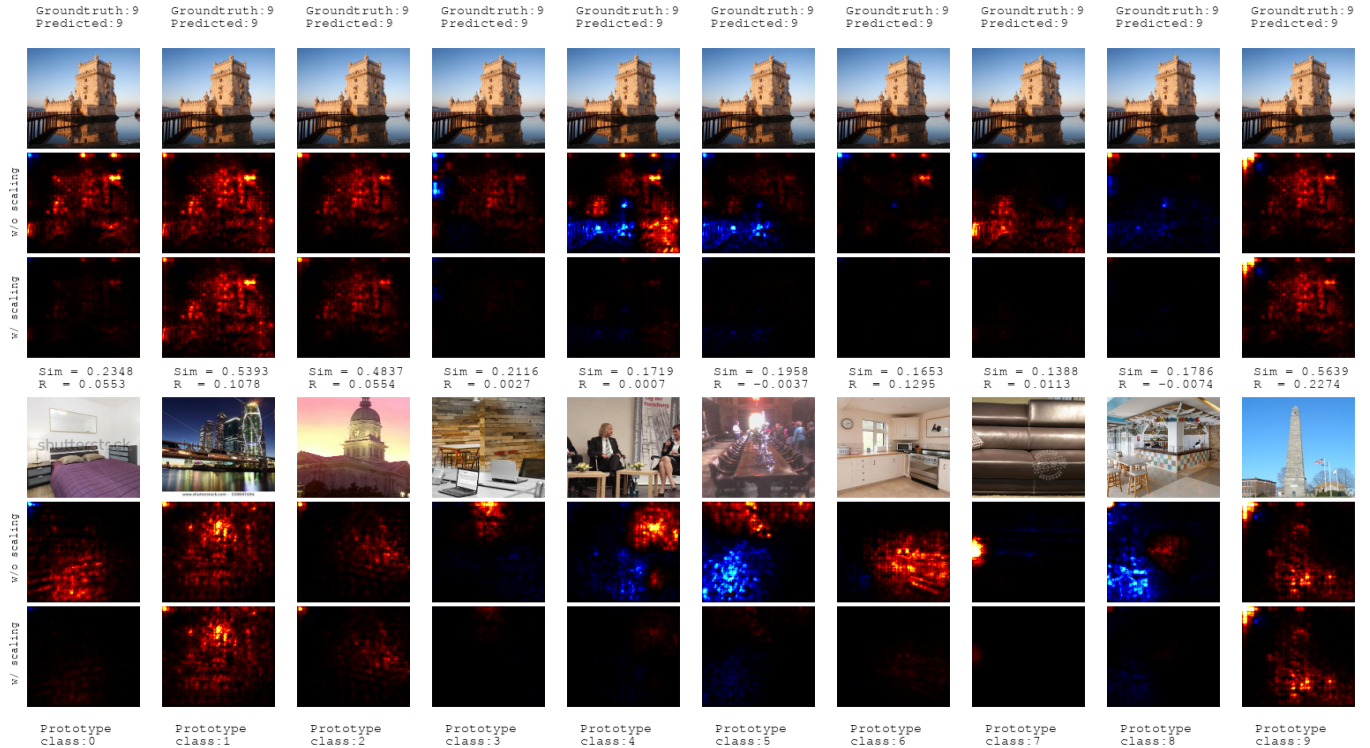 Groundtruth:9 Groundtruth:9 Groundtruth:9 Groundtruth:9 Groundtruth:9 Groundtruth:9 Groundtruth:9 Groundtruth:9 Groundtruth:9 Groundtruth:9
Predicted:9 Predicted:9 Predicted:9 Predicted:9 Predicted:9 Predicted:9 Predicted:9 Predicted:9 Predicted:9 Predicted:9
w/o scaling
w/ scaling
Sim = 0.2348 Sim = 0.5393 Sim = 0.4837 Sim = 0.2116 Sim = 0.1719 Sim = 0.1958 Sim = 0.1653 Sim = 0.1388 Sim = 0.1786 Sim = 0.5639
R = 0.0553 R = 0.1078 R = 0.0554 R = 0.0027 R = 0.0007 R = −0.0037 R = 0.1295 R = 0.0113 R = −0.0074 R = 0.2274
shutterstock
Forschung
w/o scaling
w/ scaling
Prototype Prototype Prototype Prototype Prototype Prototype Prototype Prototype Prototype Prototype
class:0 class:1 class:2 class:3 class:4 class:5 class:6 class:7 class:8 class:9